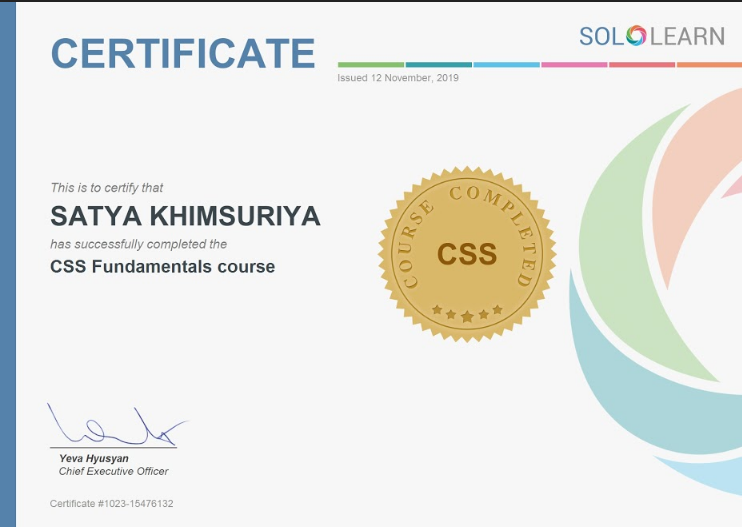 CERTIFICATE
SOLOLEARN
Issued 12 November, 2019
This is to certify that
SATYA KHIMSURIYA
has successfully completed the
CSS Fundamentals course
COURSE COMPLETED
CSS
Yeva Hyusyan
Chief Executive Officer
Certificate #1023-15476132